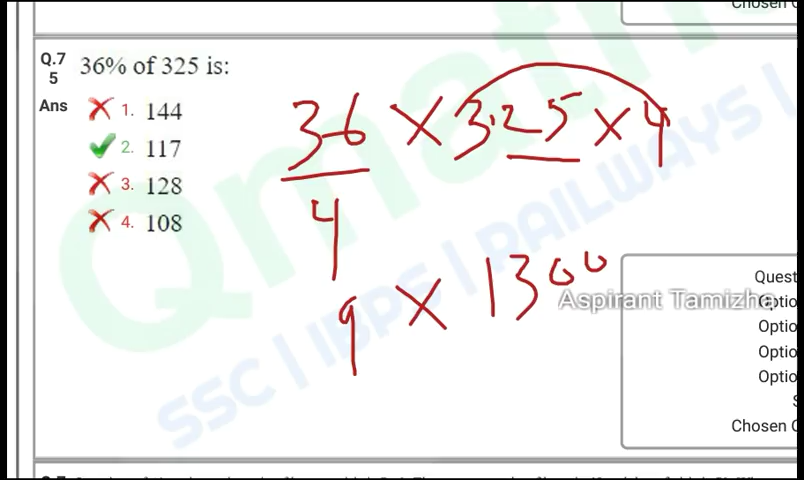 Chosen
Q.7
5 36% of 325 is:
Ans 1. 144
2. 117
3. 128
4. 108
36 × 3.25 × 4
4
9 × 1300
Aspirant Tamizha
Qmaths
SSC | IBPS | RAILWAYS |
Quest
Optio
Optio
Optio
Optio
S
Chosen